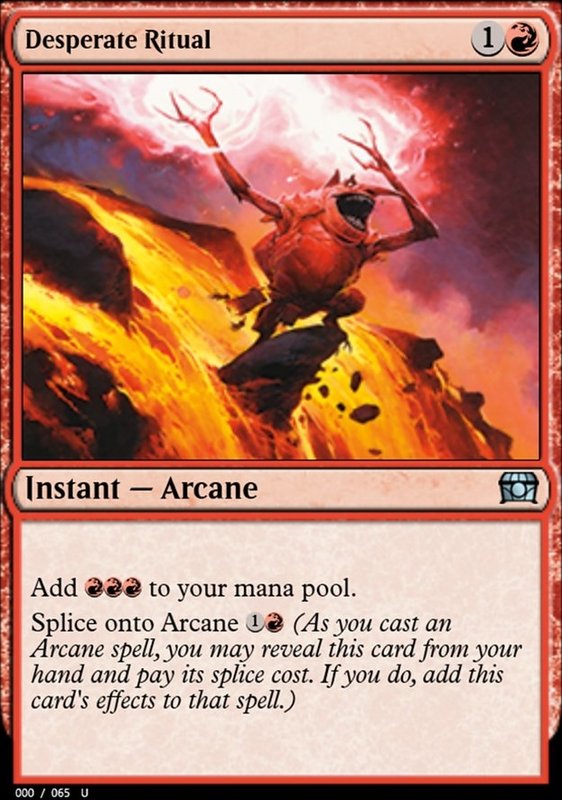 Desperate Ritual 1
Instant — Arcane
Add to your mana pool.
Splice onto Arcane 1 (As you cast an
Arcane spell, you may reveal this card from your
hand and pay its splice cost. If you do, add this
card's effects to that spell.)
000 / 065 U